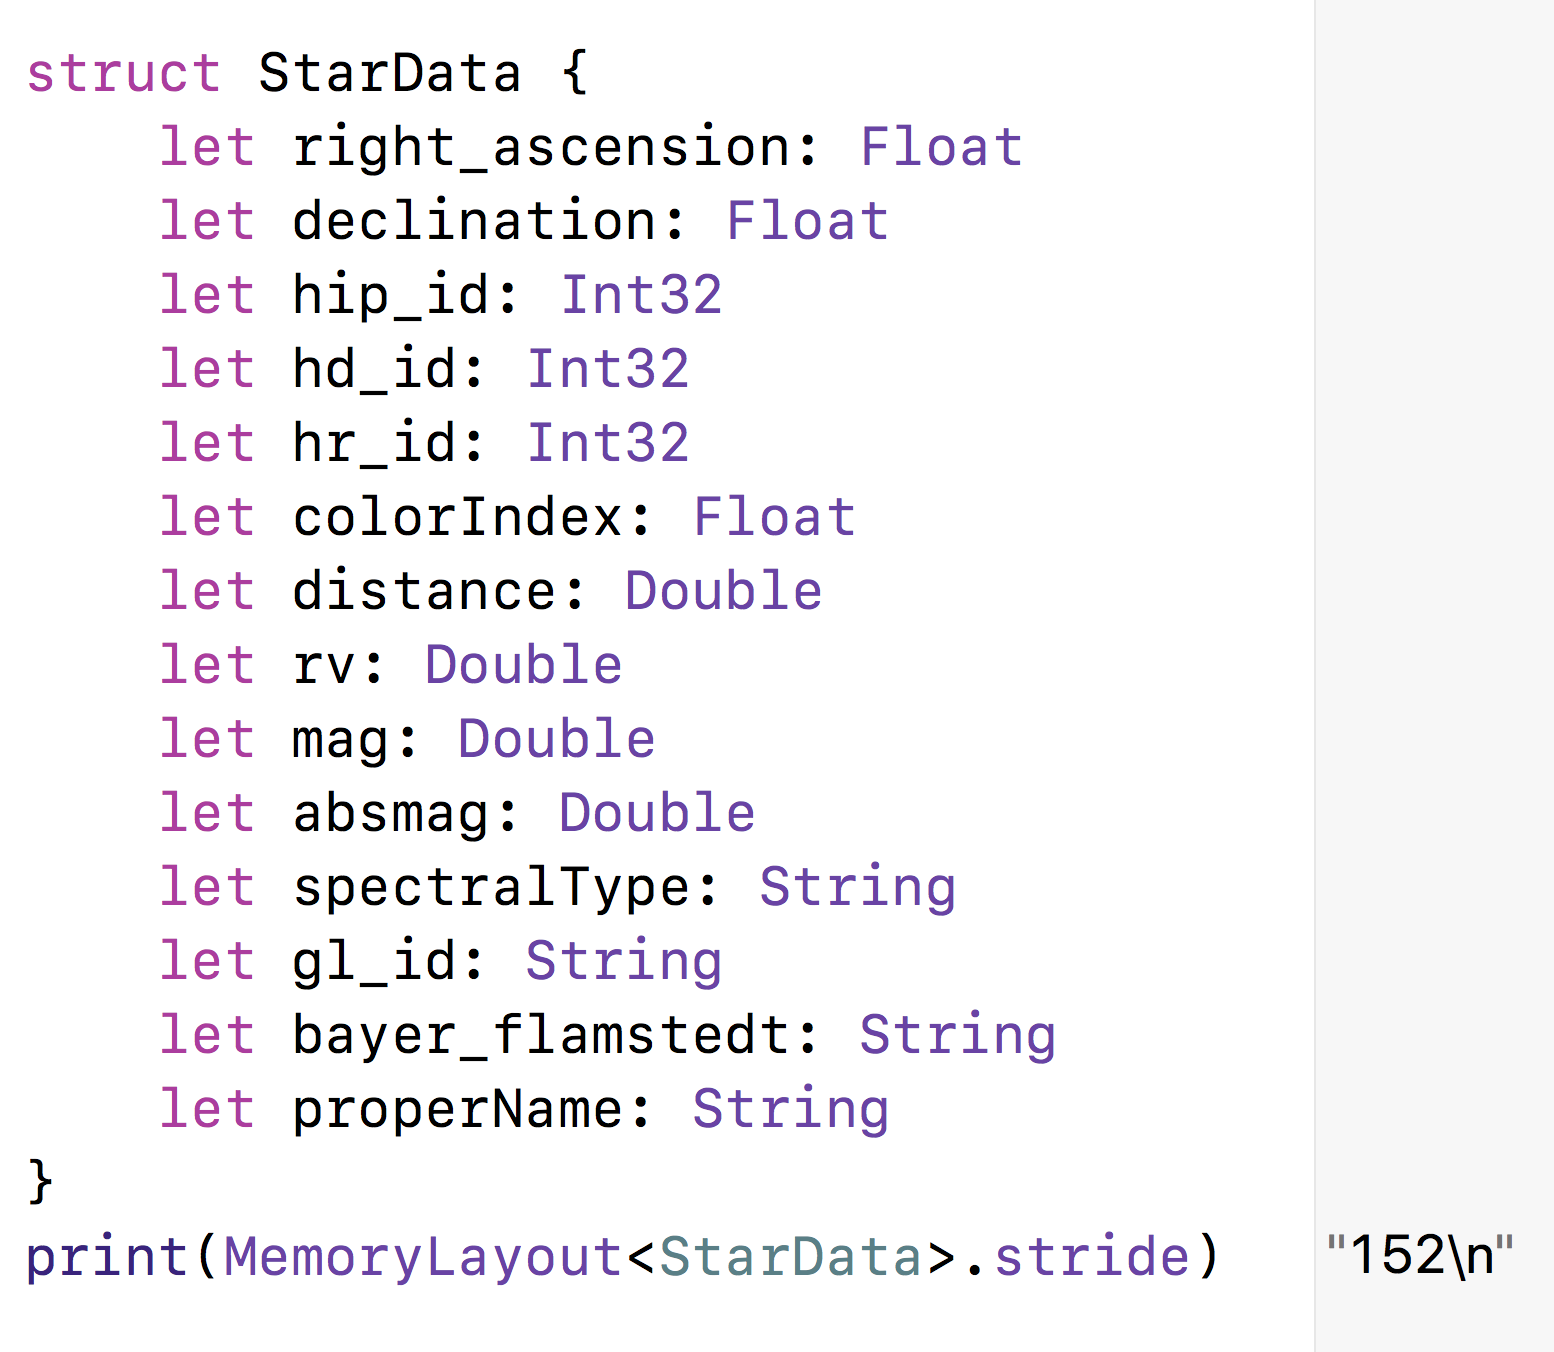 struct StarData {
    let right_ascension: Float
    let declination: Float
    let hip_id: Int32
    let hd_id: Int32
    let hr_id: Int32
    let colorIndex: Float
    let distance: Double
    let rv: Double
    let mag: Double
    let absmag: Double
    let spectralType: String
    let gl_id: String
    let bayer_flamstedt: String
    let properName: String
}
print(MemoryLayout<StarData>.stride) "152\n"